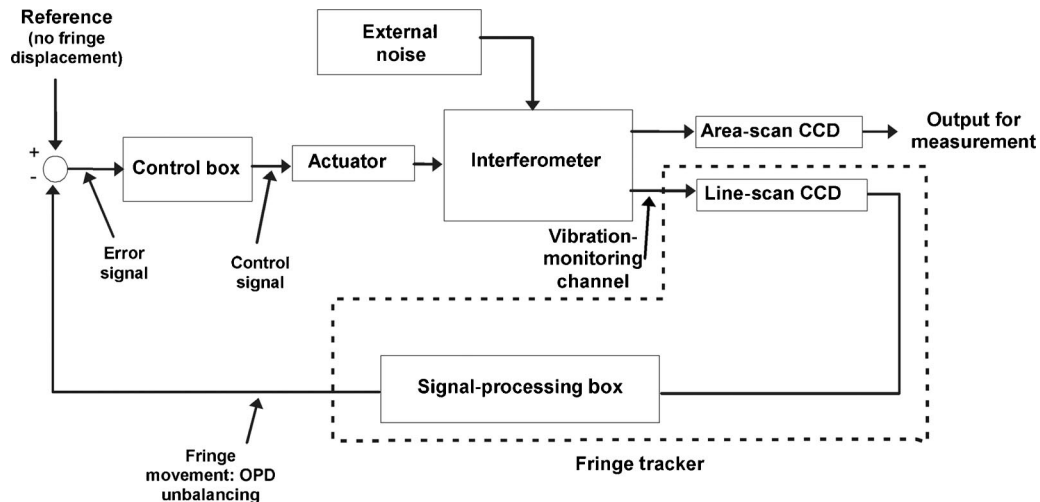 Reference
(no fringe
displacement)
External
noise
+
-
Control box
Actuator
Interferometer
Area-scan CCD
Output for
measurement
Line-scan CCD
Error
signal
Control
signal
Vibration-
monitoring
channel
Signal-processing box
Fringe
movement: OPD
unbalancing
Fringe tracker